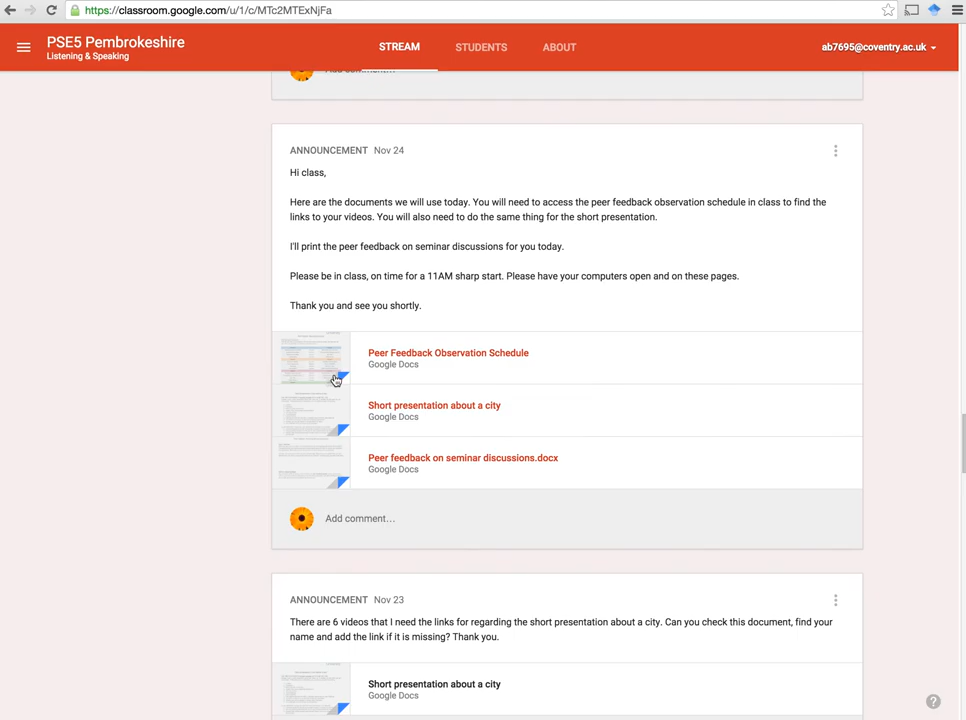 https://classroom.google.com/u/1/c/MTc2MTExNjFa
PSE5 Pembrokeshire
Listening & Speaking
STREAM
STUDENTS
ABOUT
ab7695@coventry.ac.uk
Add comment...
ANNOUNCEMENT Nov 24
Hi class,
Here are the documents we will use today. You will need to access the peer feedback observation schedule in class to find the
links to your videos. You will also need to do the same thing for the short presentation.
I'll print the peer feedback on seminar discussions for you today.
Please be in class, on time for a 11AM sharp start. Please have your computers open and on these pages.
Thank you and see you shortly.
Peer Feedback Observation Schedule
Google Docs
Short presentation about a city
Google Docs
Peer feedback on seminar discussions.docx
Google Docs
Add comment...
ANNOUNCEMENT Nov 23
There are 6 videos that I need the links for regarding the short presentation about a city. Can you check this document, find your
name and add the link if it is missing? Thank you.
Short presentation about a city
Google Docs
?